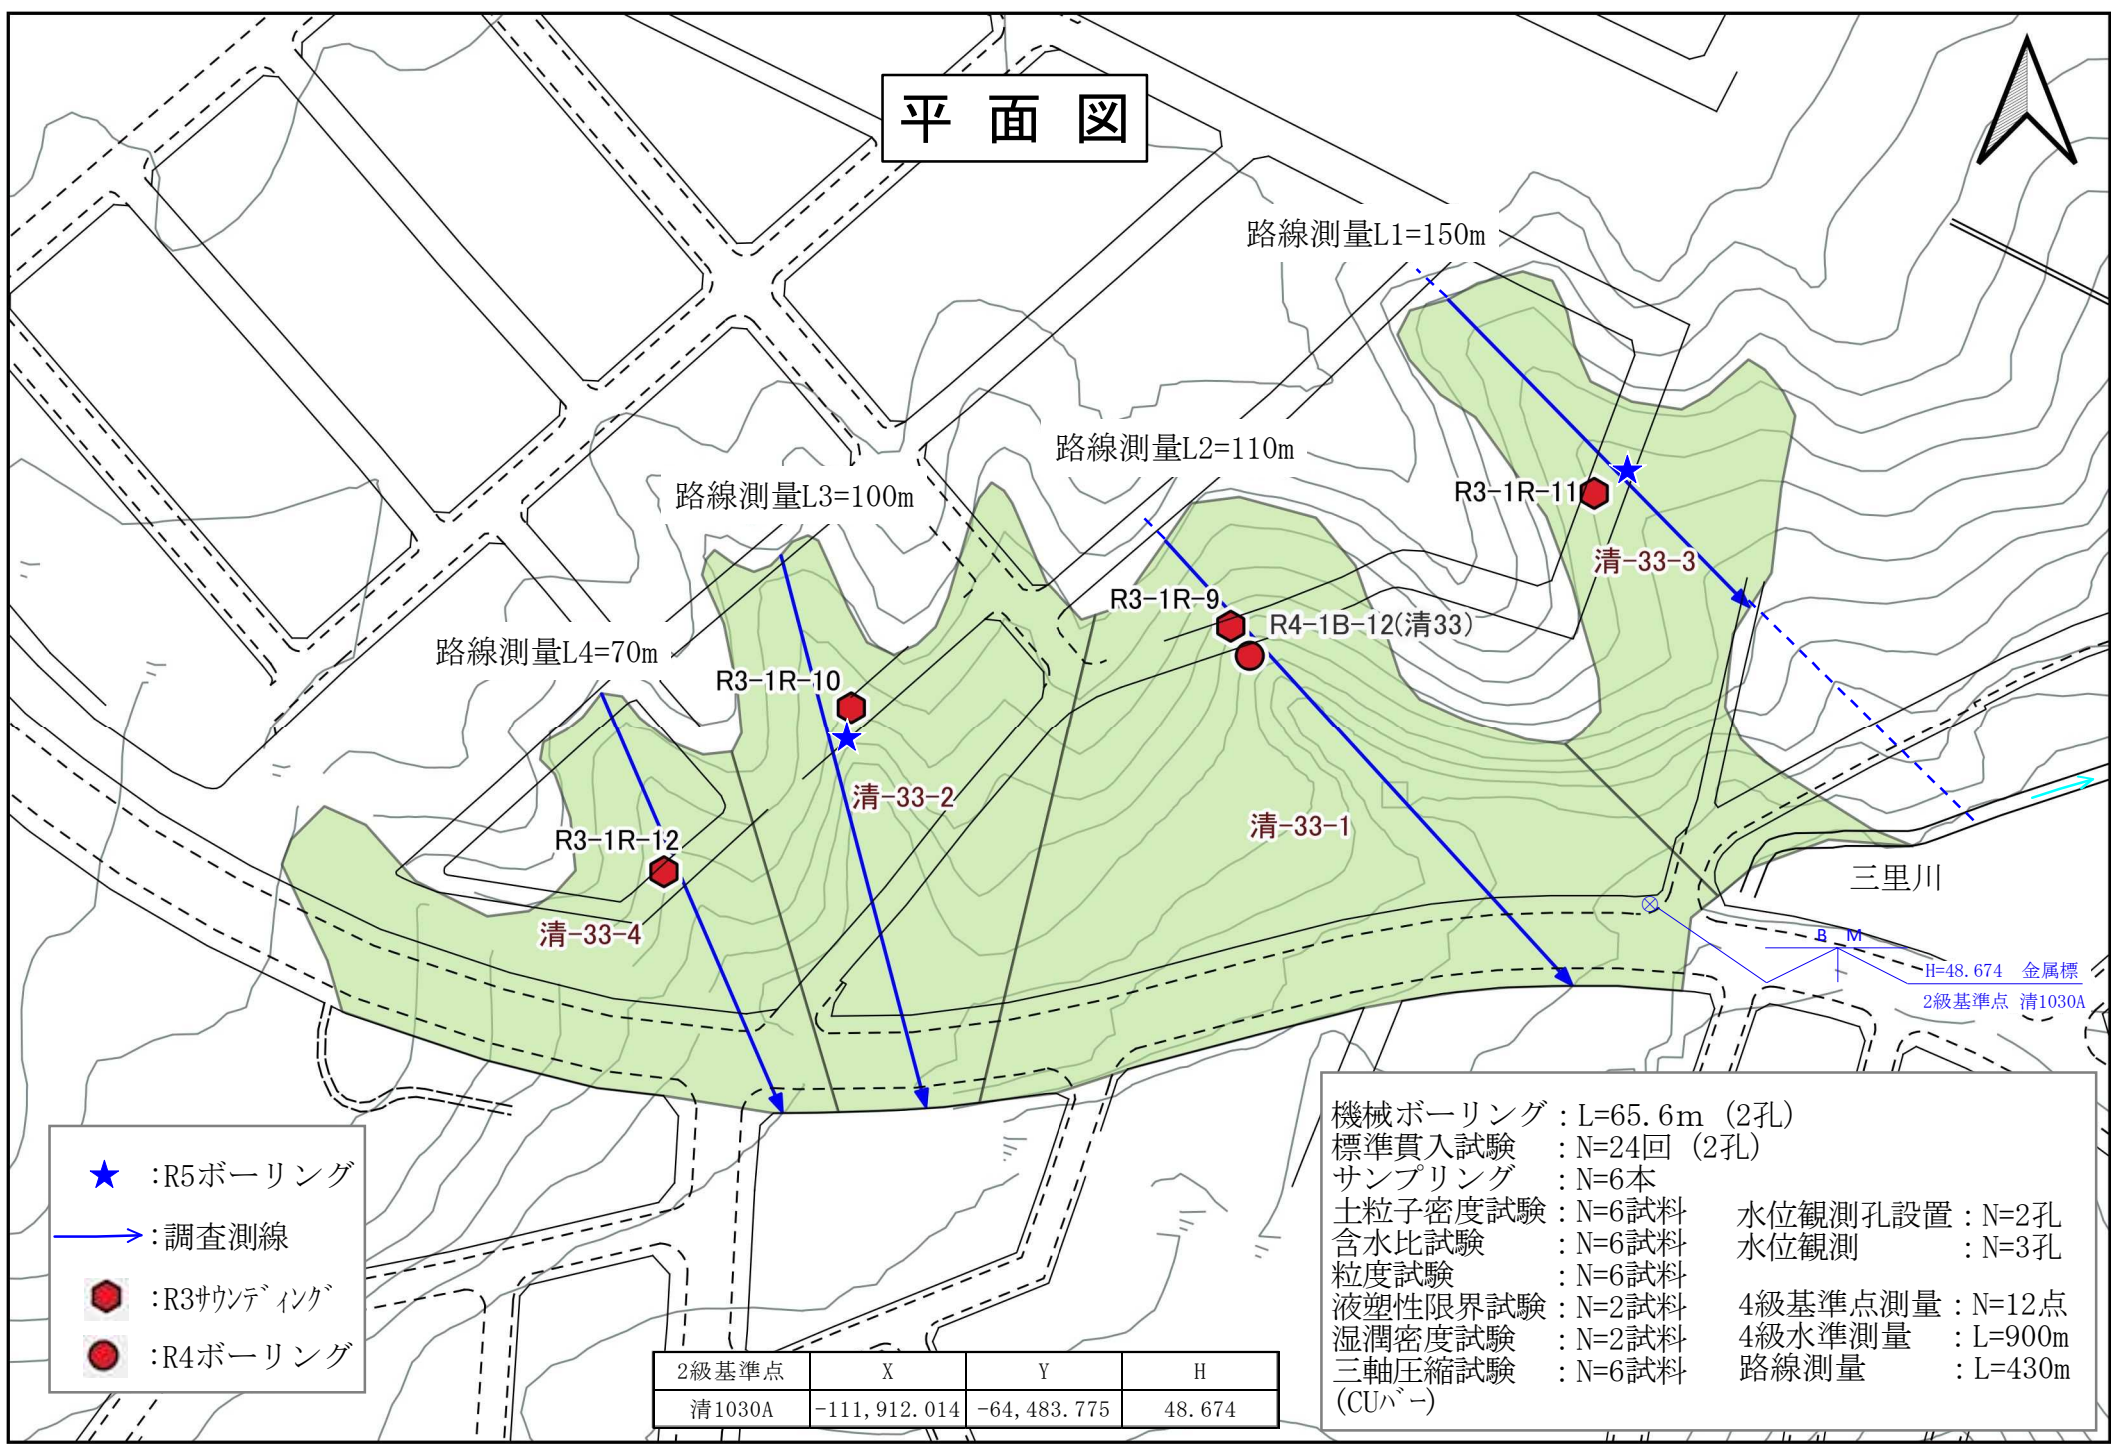 平面図
路線測量L1=150m
路線測量L2=110m
路線測量L3=100m
R3-1R-11
清-33-3
R3-1R-9
R4-1B-12(清33)
路線測量L4=70m
R3-1R-10
清-33-2
清-33-1
R3-1R-12
清-33-4
三里川
B M
H=48.674 金属標
2級基準点 清1030A
:R5ボーリング
:調査測線
:R3ｻｳﾝﾃﾞｨﾝｸﾞ
:R4ボーリング
2級基準点 X Y H
清1030A -111,912.014 -64,483.775 48.674
機械ボーリング：L=65.6m (2孔)
標準貫入試験 ：N=24回 (2孔)
サンプリング ：N=6本
土粒子密度試験：N=6試料
含水比試験 ：N=6試料
粒度試験 ：N=6試料
液塑性限界試験：N=2試料
湿潤密度試験 ：N=2試料
三軸圧縮試験 ：N=6試料
(CUﾊﾞｰ)
水位観測孔設置：N=2孔
水位観測 ：N=3孔
4級基準点測量：N=12点
4級水準測量 ：L=900m
路線測量 ：L=430m